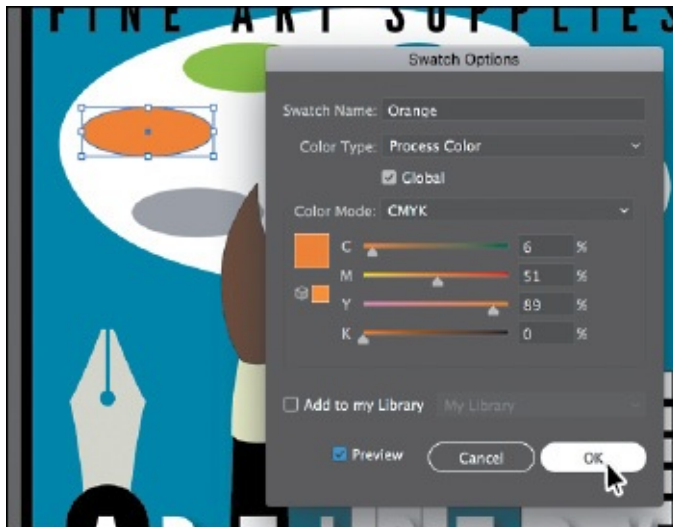 FINE ART SUPPLIES
Swatch Options
Swatch Name: Orange
Color Type: Process Color
Global
Color Mode: CMYK
C 6 %
M 51 %
Y 89 %
K 0 %
Add to my Library My Library
Preview Cancel OK